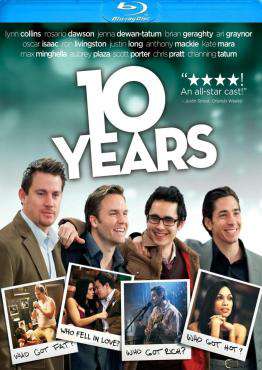 Blu-ray Disc
lynn collins rosario dawson jenna dewan-tatum brian geraghty ari graynor
oscar isaac ron livingston justin long anthony mackie kate mara
max minghella aubrey plaza scott porter chris pratt channing tatum
"★★★★!
An all-star cast!"
10
YEARS
WHO GOT FAT?
WHO FELL IN LOVE?
WHO GOT RICH?
WHO GOT HOT?